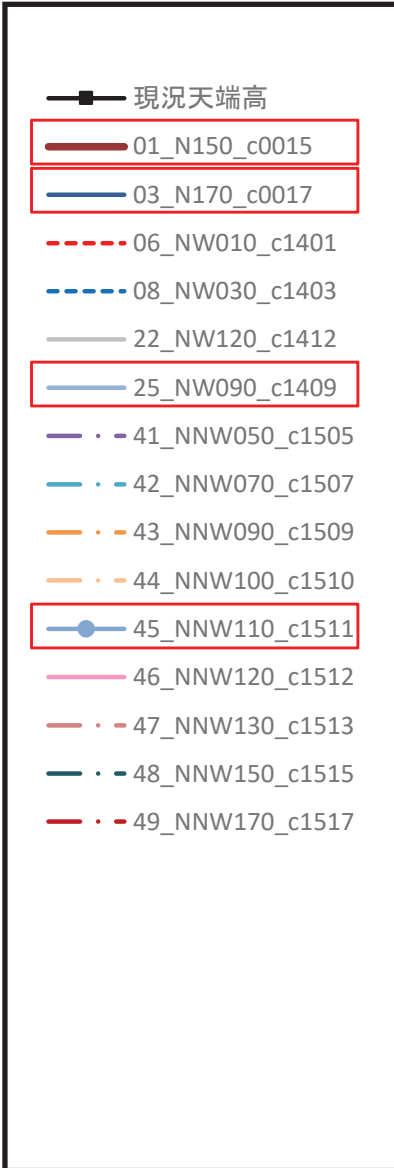 現況天端高
01_N150_c0015
03_N170_c0017
06_NW010_c1401
08_NW030_c1403
22_NW120_c1412
25_NW090_c1409
41_NNW050_c1505
42_NNW070_c1507
43_NNW090_c1509
44_NNW100_c1510
45_NNW110_c1511
46_NNW120_c1512
47_NNW130_c1513
48_NNW150_c1515
49_NNW170_c1517